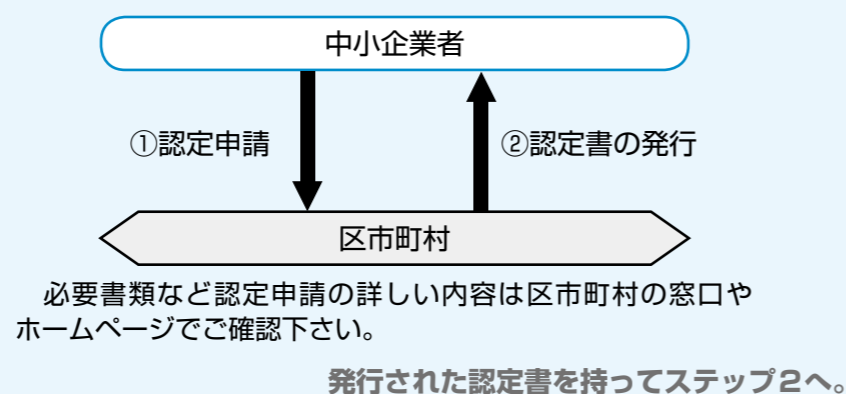 中小企業者
①認定申請
②認定書の発行
区市町村
必要書類など認定申請の詳しい内容は区市町村の窓口や
ホームページでご確認下さい。
発行された認定書を持ってステップ2へ。